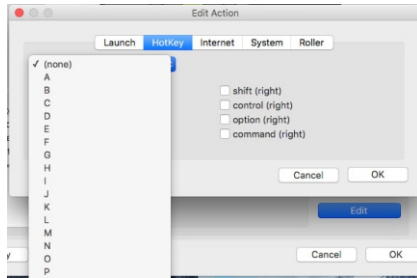 Edit Action
Launch HotKey Internet System Roller
✓ (none)
A
B
C
D
E
F
G
H
I
J
K
L
M
N
O
P
shift (right)
control (right)
option (right)
command (right)
Cancel OK
Edit
Cancel OK